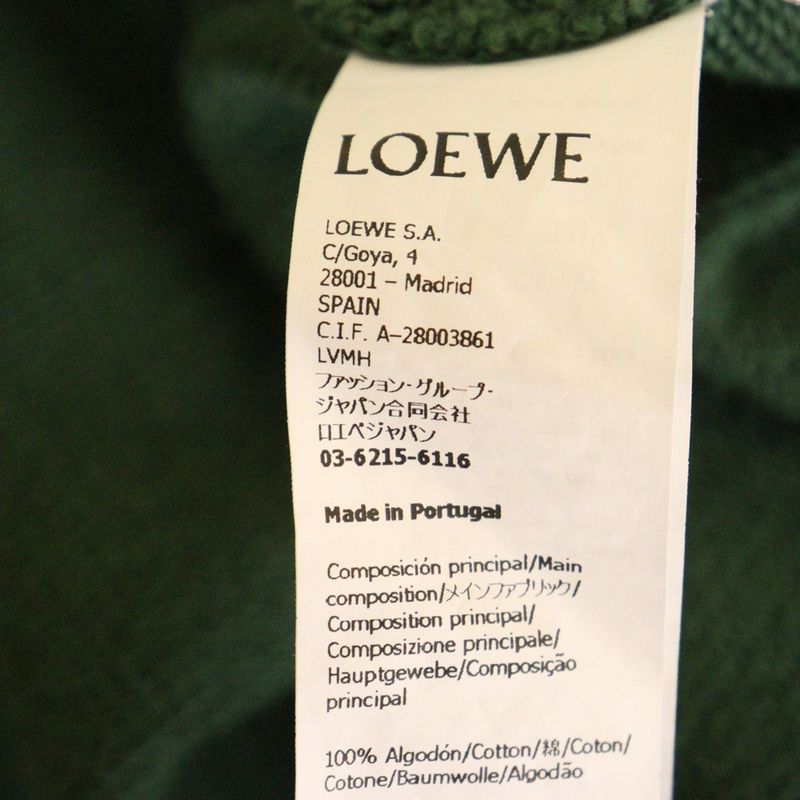 LOEWE
LOEWE S.A.
C/Goya, 4
28001 – Madrid
SPAIN
C.I.F. A–28003861
LVMH
ファッション・グループ・
ジャパン合同会社
ロエベジャパン
03-6215-6116
Made in Portugal
Composición principal/Main
composition/メインファブリック/
Composition principal/
Composizione principale/
Hauptgewebe/Composição
principal
100% Algodón/Cotton/綿/Coton/
Cotone/Baumwolle/Algodão